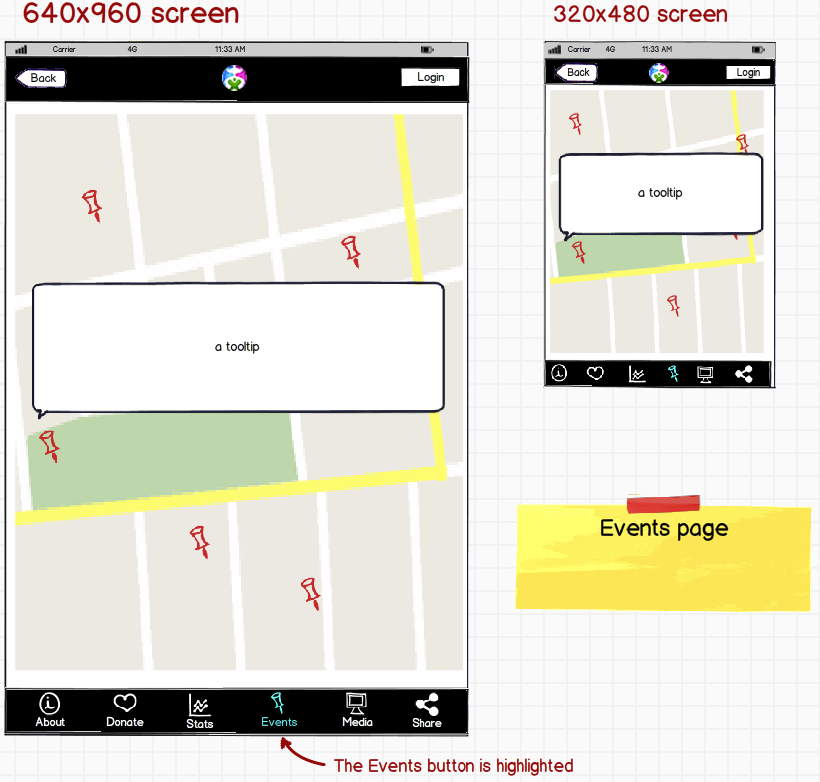 640x960 screen
Carrier 4G 11:33 AM
Back
Login
a tooltip
About Donate Stats Events Media Share
The Events button is highlighted
320x480 screen
Carrier 4G 11:33 AM
Back
Login
a tooltip
Events page